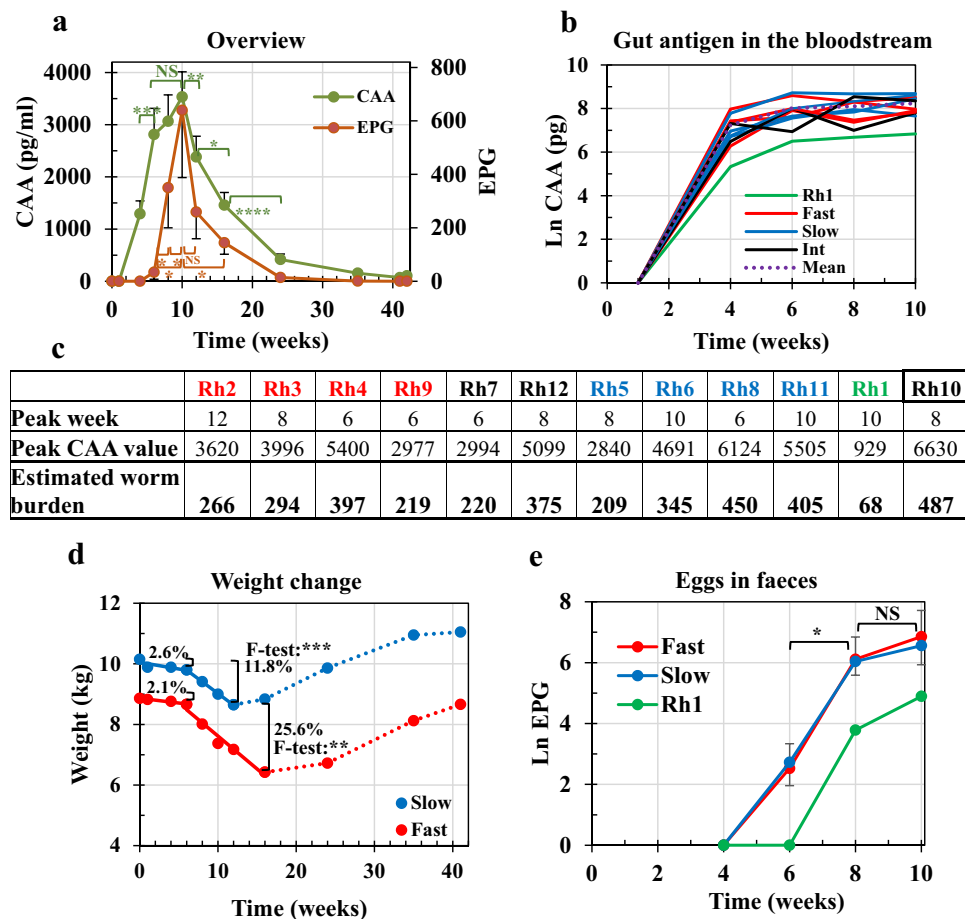 a
Overview
4000
3000
2000
1000
0
CAA (pg/ml)
800
600
400
200
0
EPG
NS
**
***
*
****
CAA
EPG
* *
NS
*
*
0 10 20 30 40
Time (weeks)
b
Gut antigen in the bloodstream
10
8
6
4
2
0
Ln CAA (pg)
Rh1
Fast
Slow
Int
Mean
0 2 4 6 8 10
Time (weeks)
c
Rh2 Rh3 Rh4 Rh9 Rh7 Rh12 Rh5 Rh6 Rh8 Rh11 Rh1 Rh10
Peak week 12 8 6 6 6 8 8 10 6 10 10 8
Peak CAA value 3620 3996 5400 2977 2994 5099 2840 4691 6124 5505 929 6630
Estimated worm
burden 266 294 397 219 220 375 209 345 450 405 68 487
d
Weight change
12
10
8
6
4
Weight (kg)
2.6%
2.1%
F-test:***
11.8%
25.6%
F-test:**
Slow
Fast
0 10 20 30 40
Time (weeks)
e
Eggs in faeces
8
6
4
2
0
Ln EPG
Fast
Slow
Rh1
*
NS
0 2 4 6 8 10
Time (weeks)